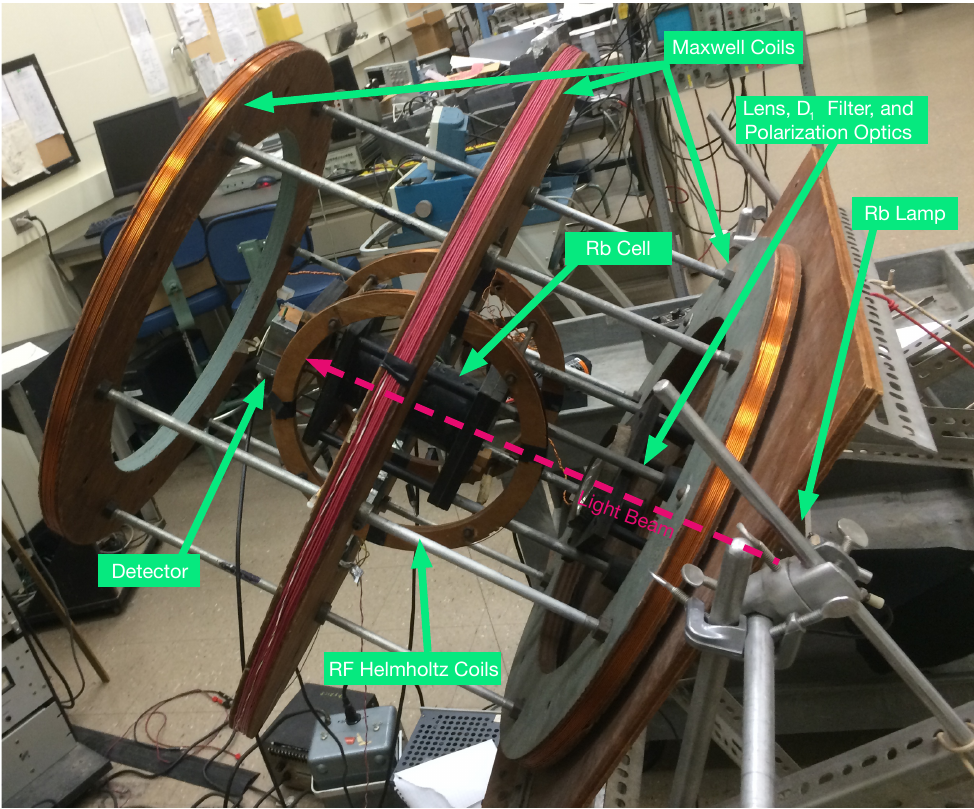 Maxwell Coils
Lens, D₁ Filter, and
Polarization Optics
Rb Lamp
Rb Cell
Light Beam
Detector
RF Helmholtz Coils